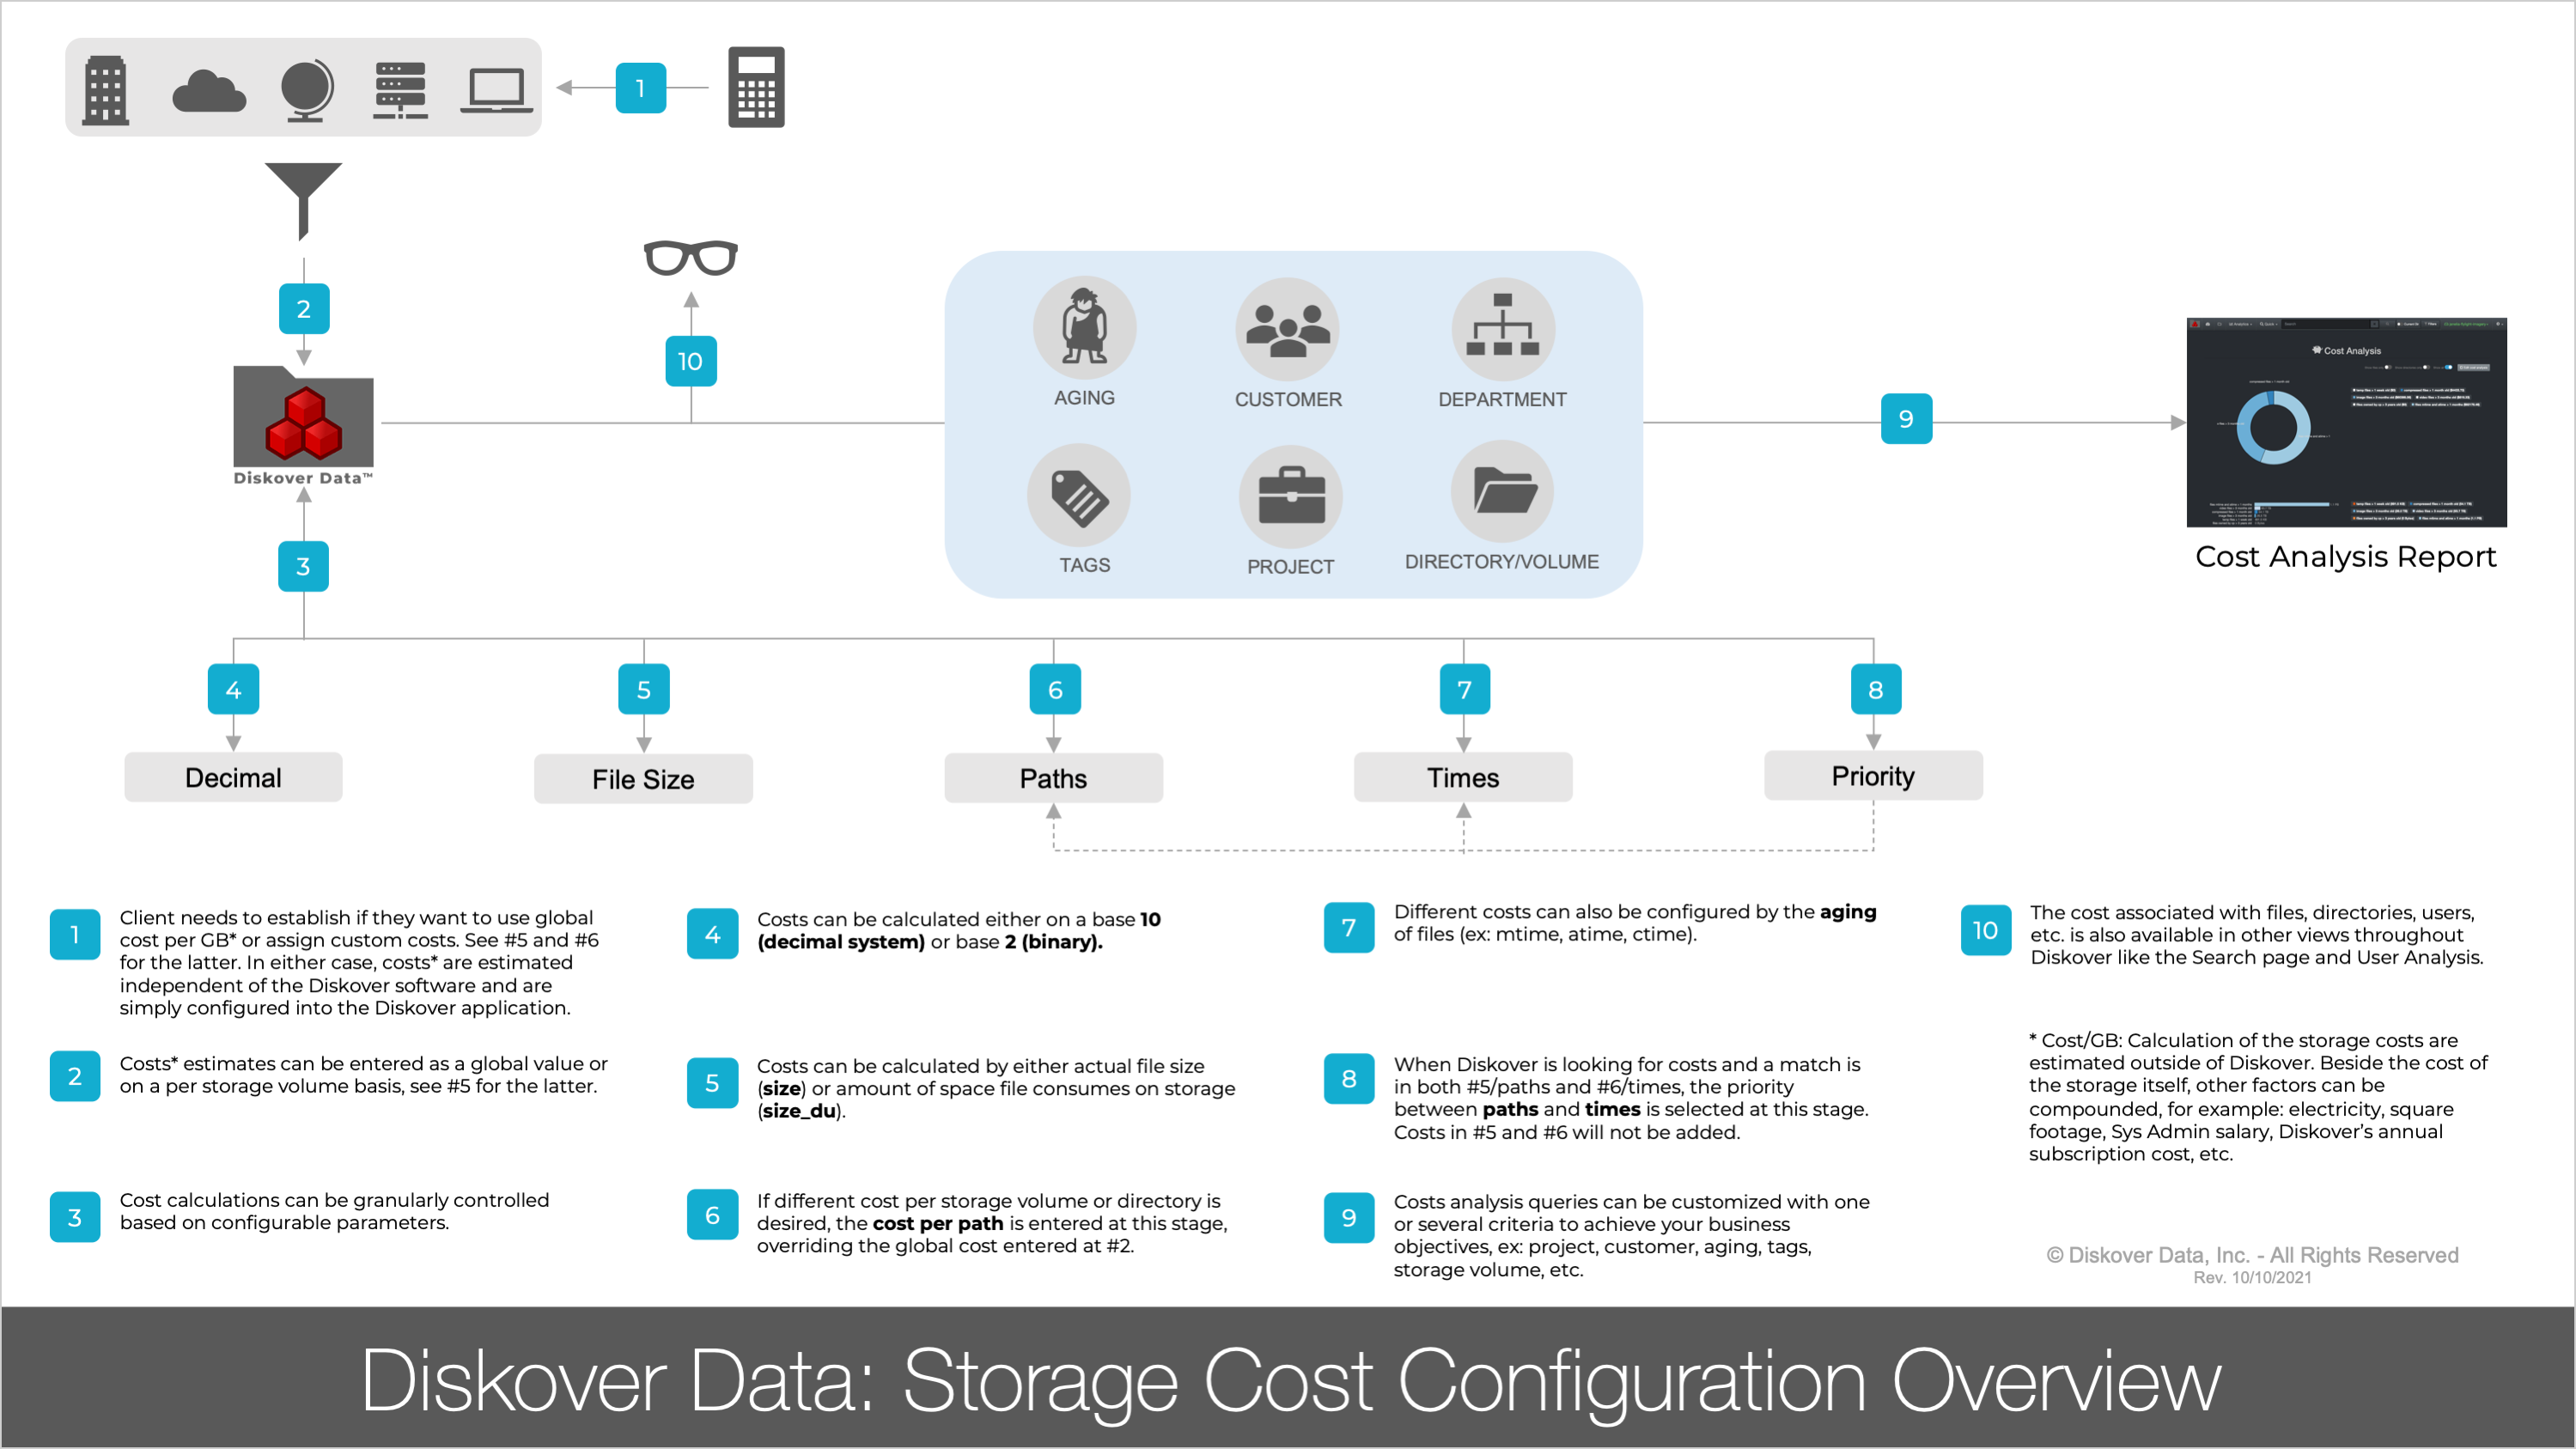 1
2
10
AGING
CUSTOMER
DEPARTMENT
TAGS
PROJECT
DIRECTORY/VOLUME
9
Cost Analysis
Cost Analysis Report
Diskover Data™
3
4
5
6
7
8
Decimal
File Size
Paths
Times
Priority
1
Client needs to establish if they want to use global
cost per GB* or assign custom costs. See #5 and #6
for the latter. In either case, costs* are estimated
independent of the Diskover software and are
simply configured into the Diskover application.
2
Costs* estimates can be entered as a global value or
on a per storage volume basis, see #5 for the latter.
3
Cost calculations can be granularly controlled
based on configurable parameters.
4
Costs can be calculated either on a base 10
(decimal system) or base 2 (binary).
5
Costs can be calculated by either actual file size
(size) or amount of space file consumes on storage
(size_du).
6
If different cost per storage volume or directory is
desired, the cost per path is entered at this stage,
overriding the global cost entered at #2.
7
Different costs can also be configured by the aging
of files (ex: mtime, atime, ctime).
8
When Diskover is looking for costs and a match is
in both #5/paths and #6/times, the priority
between paths and times is selected at this stage.
Costs in #5 and #6 will not be added.
9
Costs analysis queries can be customized with one
or several criteria to achieve your business
objectives, ex: project, customer, aging, tags,
storage volume, etc.
10
The cost associated with files, directories, users,
etc. is also available in other views throughout
Diskover like the Search page and User Analysis.
* Cost/GB: Calculation of the storage costs are
estimated outside of Diskover. Beside the cost of
the storage itself, other factors can be
compounded, for example: electricity, square
footage, Sys Admin salary, Diskover’s annual
subscription cost, etc.
© Diskover Data, Inc. - All Rights Reserved
Rev. 10/10/2021
Diskover Data: Storage Cost Configuration Overview